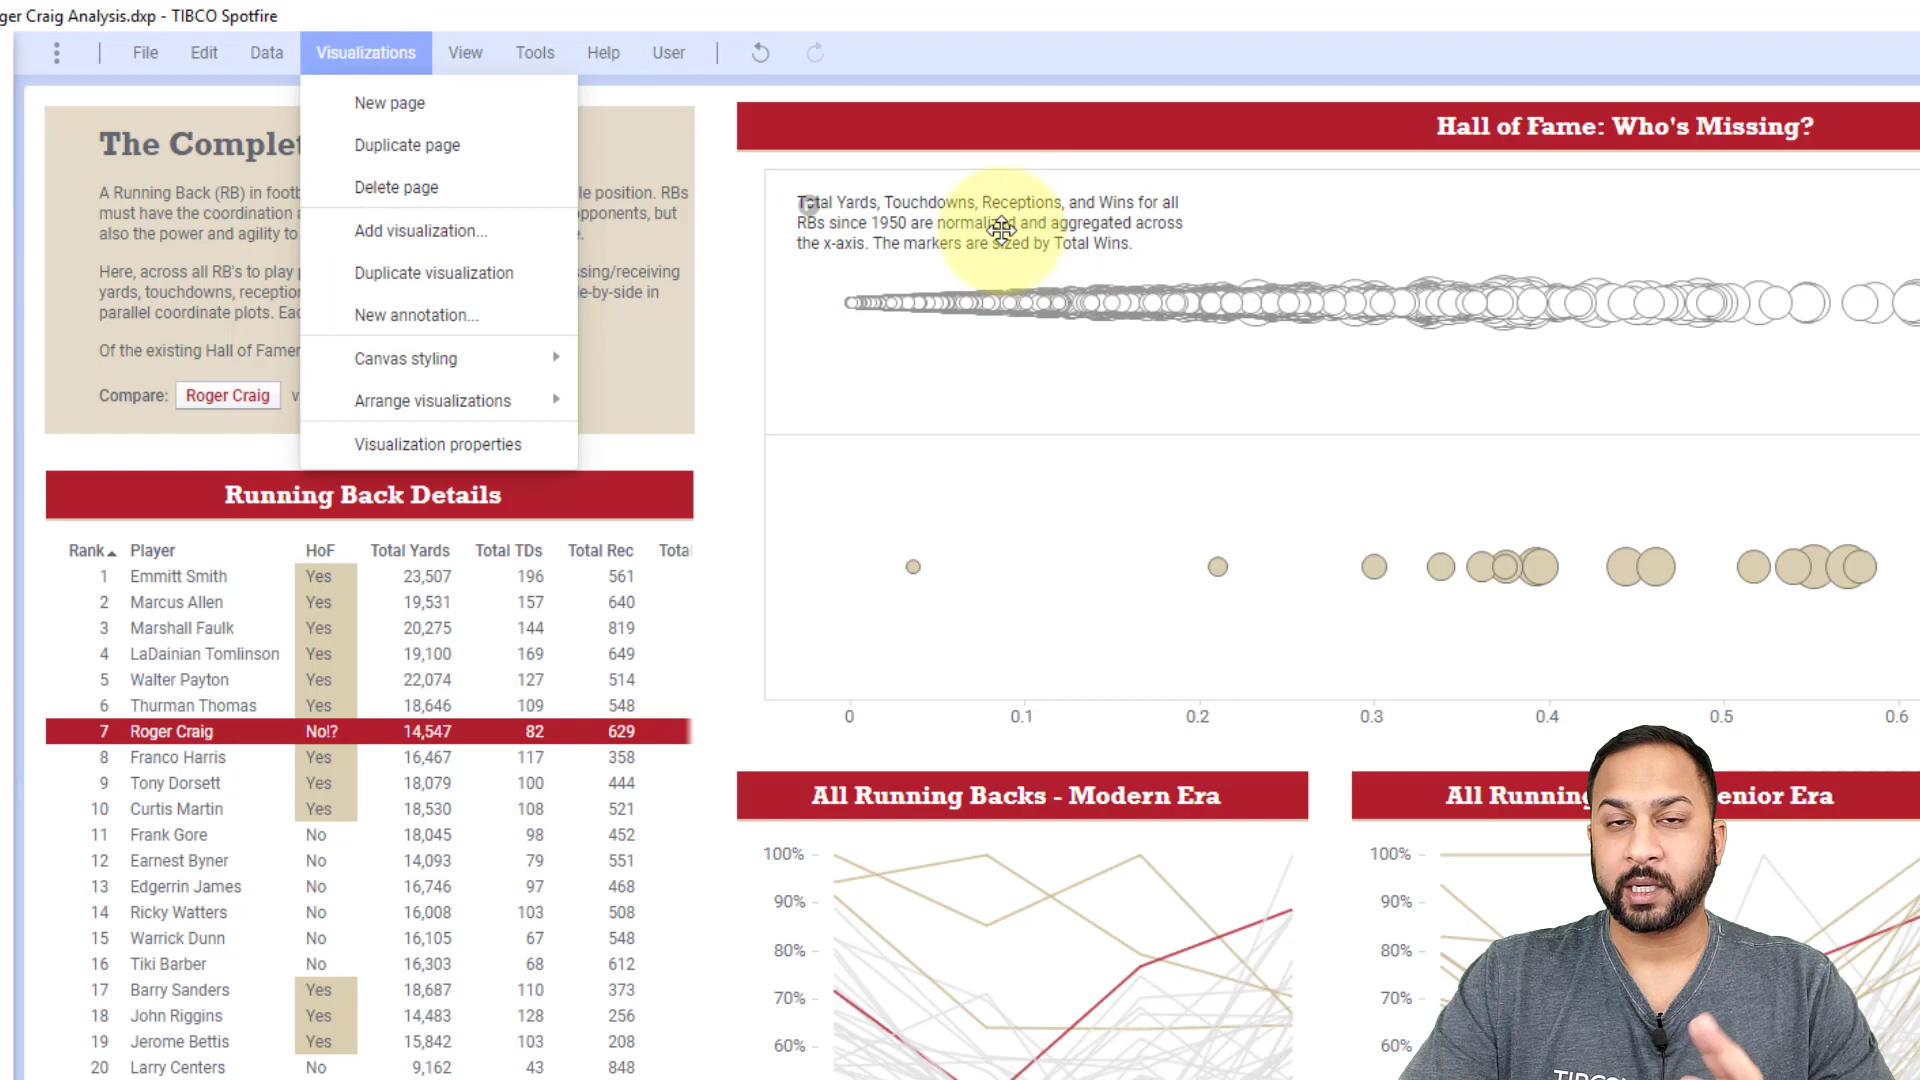 ger Craig Analysis.dxp - TIBCO Spotfire
File Edit Data Visualizations View Tools Help User
New page
Duplicate page
Delete page
Add visualization...
Duplicate visualization
New annotation...
Canvas styling
Arrange visualizations
Visualization properties
The Complet
A Running Back (RB) in footb le position. RBs
must have the coordination a opponents, but
also the power and agility to e.
Here, across all RB's to play p sing/receiving
yards, touchdowns, reception e-by-side in
parallel coordinate plots. Eac
Of the existing Hall of Famer
Compare: Roger Craig v
Running Back Details
Rank Player HoF Total Yards Total TDs Total Rec Total
1 Emmitt Smith Yes 23,507 196 561
2 Marcus Allen Yes 19,531 157 640
3 Marshall Faulk Yes 20,275 144 819
4 LaDainian Tomlinson Yes 19,100 169 649
5 Walter Payton Yes 22,074 127 514
6 Thurman Thomas Yes 18,646 109 548
7 Roger Craig No!? 14,547 82 629
8 Franco Harris Yes 16,467 117 358
9 Tony Dorsett Yes 18,079 100 444
10 Curtis Martin Yes 18,530 108 521
11 Frank Gore No 18,045 98 452
12 Earnest Byner No 14,093 79 551
13 Edgerrin James No 16,746 97 468
14 Ricky Watters No 16,008 103 508
15 Warrick Dunn No 16,105 67 548
16 Tiki Barber No 16,303 68 612
17 Barry Sanders Yes 18,687 110 373
18 John Riggins Yes 14,483 128 256
19 Jerome Bettis Yes 15,842 103 208
20 Larry Centers No 9,162 43 848
Hall of Fame: Who's Missing?
Total Yards, Touchdowns, Receptions, and Wins for all
RBs since 1950 are normalized and aggregated across
the x-axis. The markers are sized by Total Wins.
0 0.1 0.2 0.3 0.4 0.5 0.6
All Running Backs - Modern Era
100%
90%
80%
70%
60%
All Running enior Era
100%
90%
80%
70%
60%